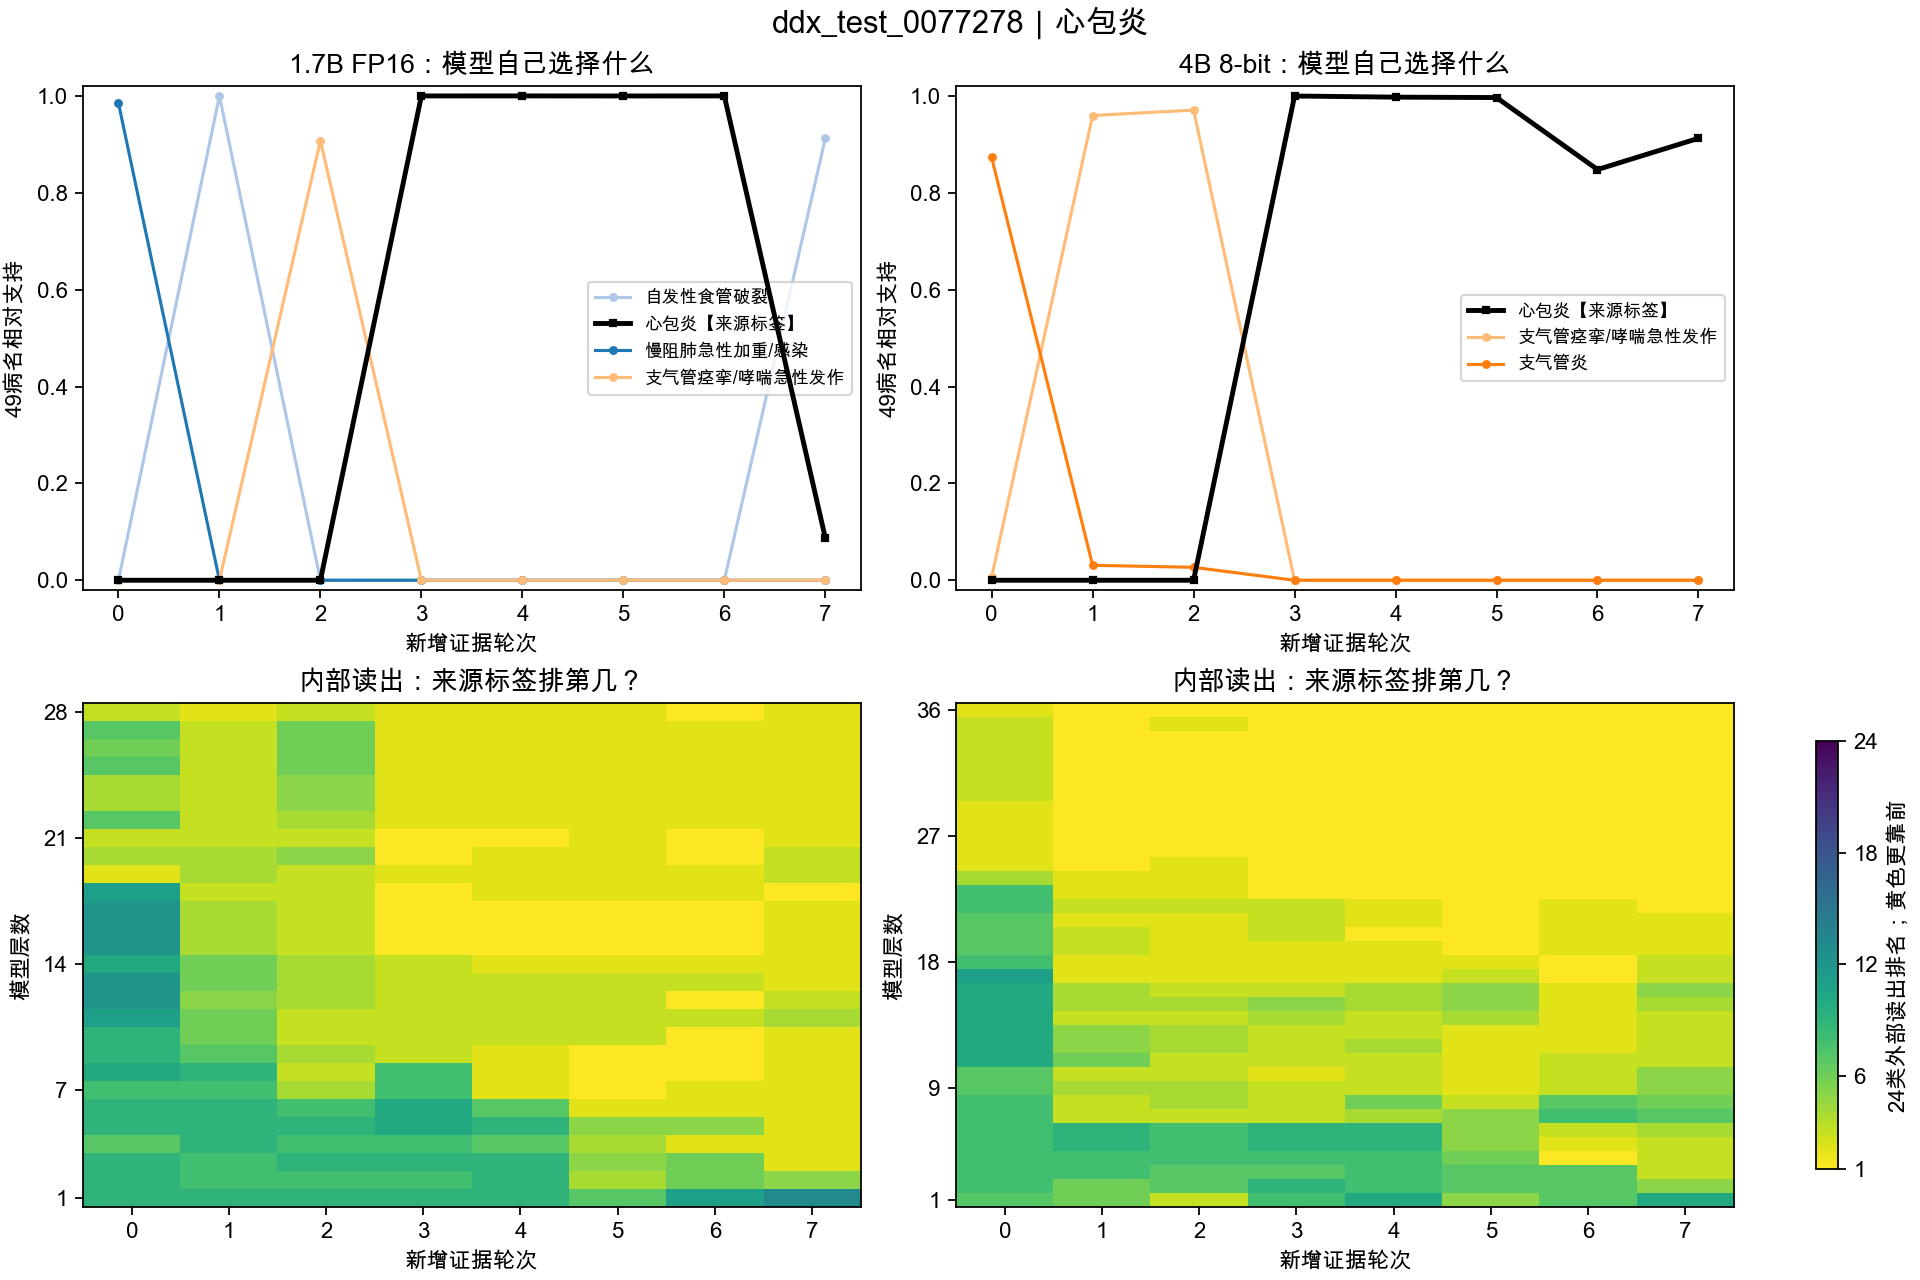 ddx_test_0077278 | 心包炎
1.7B FP16：模型自己选择什么
49病名相对支持
1.0
0.8
0.6
0.4
0.2
0.0
自发性食管破裂
心包炎【来源标签】
慢阻肺急性加重/感染
支气管痉挛/哮喘急性发作
0 1 2 3 4 5 6 7
新增证据轮次
4B 8-bit：模型自己选择什么
49病名相对支持
1.0
0.8
0.6
0.4
0.2
0.0
心包炎【来源标签】
支气管痉挛/哮喘急性发作
支气管炎
0 1 2 3 4 5 6 7
新增证据轮次
内部读出：来源标签排第几？
模型层数
28
21
14
7
1
0 1 2 3 4 5 6 7
新增证据轮次
内部读出：来源标签排第几？
模型层数
36
27
18
9
1
0 1 2 3 4 5 6 7
新增证据轮次
24
18
12
6
1
24类外部读出排名；黄色更靠前